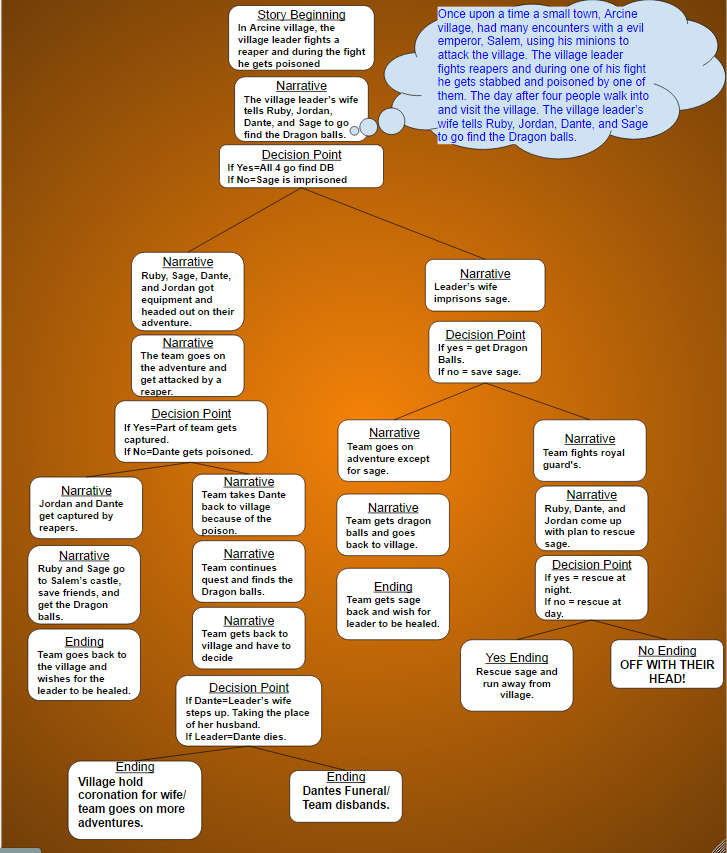 Story Beginning
In Arcine village, the
village leader fights a
reaper and during the fight
he gets poisoned
Once upon a time a small town, Arcine
village, had many encounters with a evil
emperor, Salem, using his minions to
attack the village. The village leader
fights reapers and during one of his fight
he gets stabbed and poisoned by one of
them. The day after four people walk into
and visit the village. The village leader's
wife tells Ruby, Jordan, Dante, and Sage
to go find the Dragon balls.
Narrative
The village leader's wife
tells Ruby, Jordan,
Dante, and Sage to go
find the Dragon balls.
Decision Point
If Yes=All 4 go find DB
If No=Sage is imprisoned
Narrative
Ruby, Sage, Dante,
and Jordan got
equipment and
headed out on their
adventure.
Narrative
Leader's wife
imprisons sage.
Narrative
The team goes on
the adventure and
get attacked by a
reaper.
Decision Point
If yes = get Dragon
Balls.
If no = save sage.
Decision Point
If Yes=Part of team gets
captured.
If No=Dante gets poisoned.
Narrative
Team goes on
adventure except
for sage.
Narrative
Team fights royal
guard's.
Narrative
Jordan and Dante
get captured by
reapers.
Narrative
Team takes Dante
back to village
because of the
poison.
Narrative
Team gets dragon
balls and goes
back to village.
Narrative
Ruby, Dante, and
Jordan come up
with plan to rescue
sage.
Narrative
Ruby and Sage go
to Salem's castle,
save friends, and
get the Dragon
balls.
Narrative
Team continues
quest and finds the
Dragon balls.
Ending
Team gets sage
back and wish for
leader to be healed.
Decision Point
If yes = rescue at
night.
If no = rescue at
day.
Ending
Team goes back to
the village and
wishes for the
leader to be healed.
Narrative
Team gets back to
village and have to
decide
Yes Ending
Rescue sage and
run away from
village.
No Ending
OFF WITH THEIR
HEAD!
Decision Point
If Dante=Leader's wife
steps up. Taking the place
of her husband.
If Leader=Dante dies.
Ending
Village hold
coronation for wife/
team goes on more
adventures.
Ending
Dantes Funeral/
Team disbands.